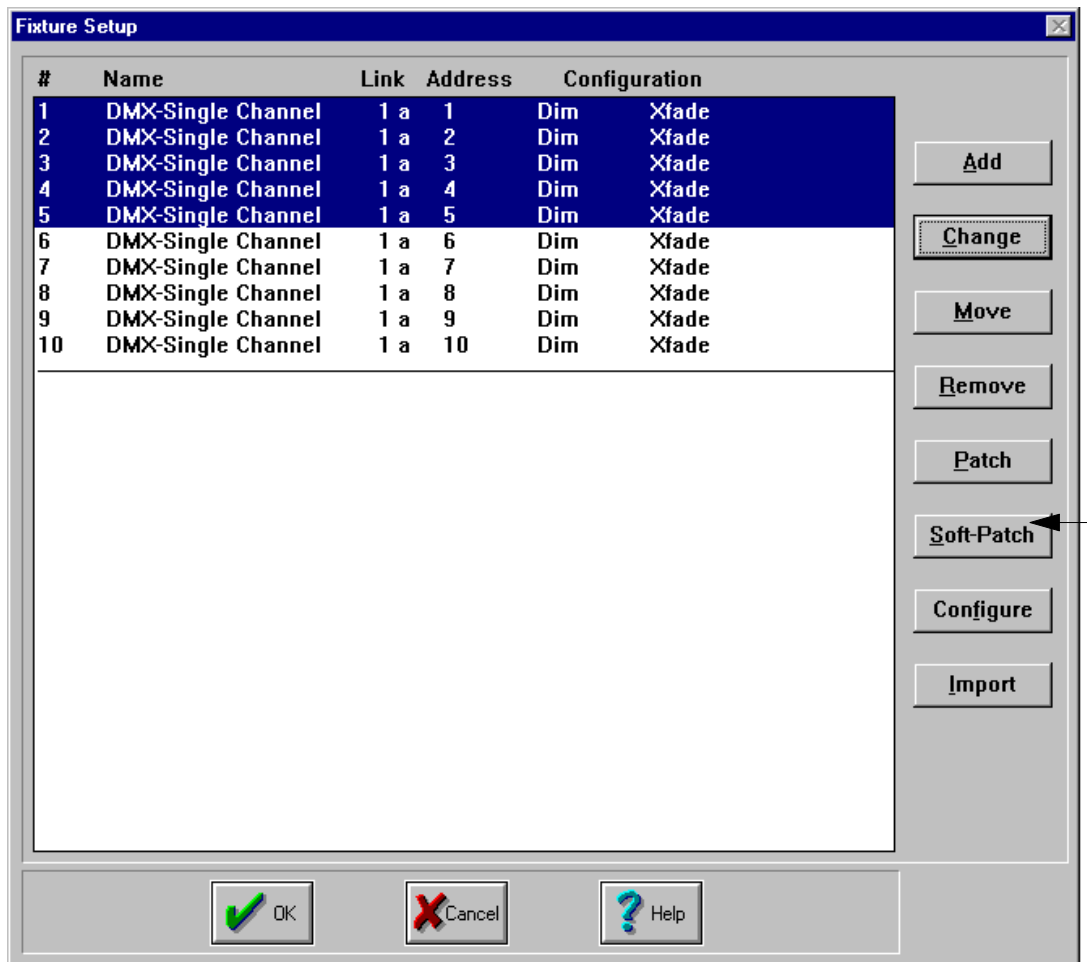 Fixture Setup
# Name Link Address Configuration
1 DMX-Single Channel 1 a 1 Dim Xfade
2 DMX-Single Channel 1 a 2 Dim Xfade
3 DMX-Single Channel 1 a 3 Dim Xfade
4 DMX-Single Channel 1 a 4 Dim Xfade
5 DMX-Single Channel 1 a 5 Dim Xfade
6 DMX-Single Channel 1 a 6 Dim Xfade
7 DMX-Single Channel 1 a 7 Dim Xfade
8 DMX-Single Channel 1 a 8 Dim Xfade
9 DMX-Single Channel 1 a 9 Dim Xfade
10 DMX-Single Channel 1 a 10 Dim Xfade
Add
Change
Move
Remove
Patch
Soft-Patch
Configure
Import
OK
Cancel
Help